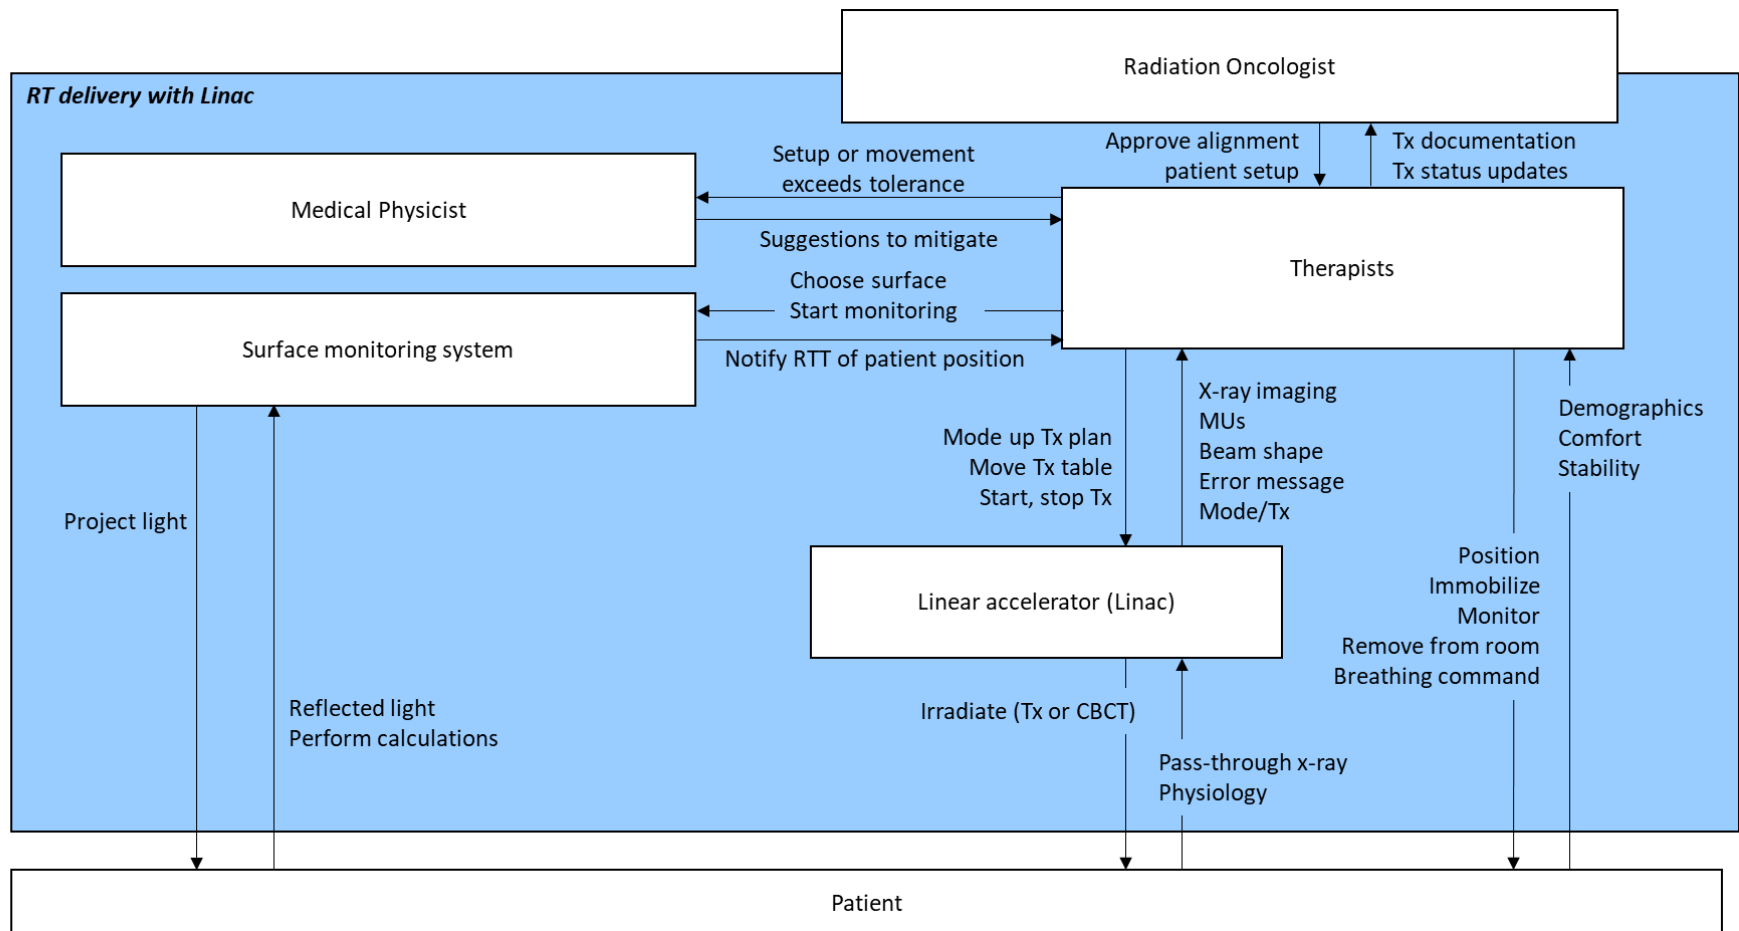 Radiation Oncologist
RT delivery with Linac
Approve alignment
patient setup
Tx documentation
Tx status updates
Setup or movement
exceeds tolerance
Medical Physicist
Suggestions to mitigate
Therapists
Choose surface
Start monitoring
Surface monitoring system
Notify RTT of patient position
X-ray imaging
MUs
Beam shape
Error message
Mode/Tx
Mode up Tx plan
Move Tx table
Start, stop Tx
Demographics
Comfort
Stability
Project light
Position
Immobilize
Monitor
Remove from room
Breathing command
Linear accelerator (Linac)
Reflected light
Perform calculations
Irradiate (Tx or CBCT)
Pass-through x-ray
Physiology
Patient